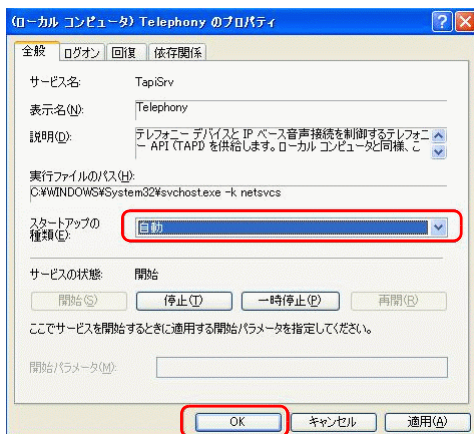 (ローカル コンピュータ) Telephony のプロパティ
全般 ログオン 回復 依存関係
サービス名: TapiSrv
表示名(N): Telephony
説明(D): テレフォニー デバイスと IP ベース音声接続を制御するテレフォニ
ー API (TAPI) を供給します。ローカル コンピュータと同様、こ
実行ファイルのパス(H):
C:¥WINDOWS¥System32¥svchost.exe -k netsvcs
スタートアップの
種類(E): 自動
サービスの状態: 開始
開始(S) 停止(T) 一時停止(P) 再開(R)
ここでサービスを開始するときに適用する開始パラメータを指定してください。
開始パラメータ(M):
OK キャンセル 適用(A)